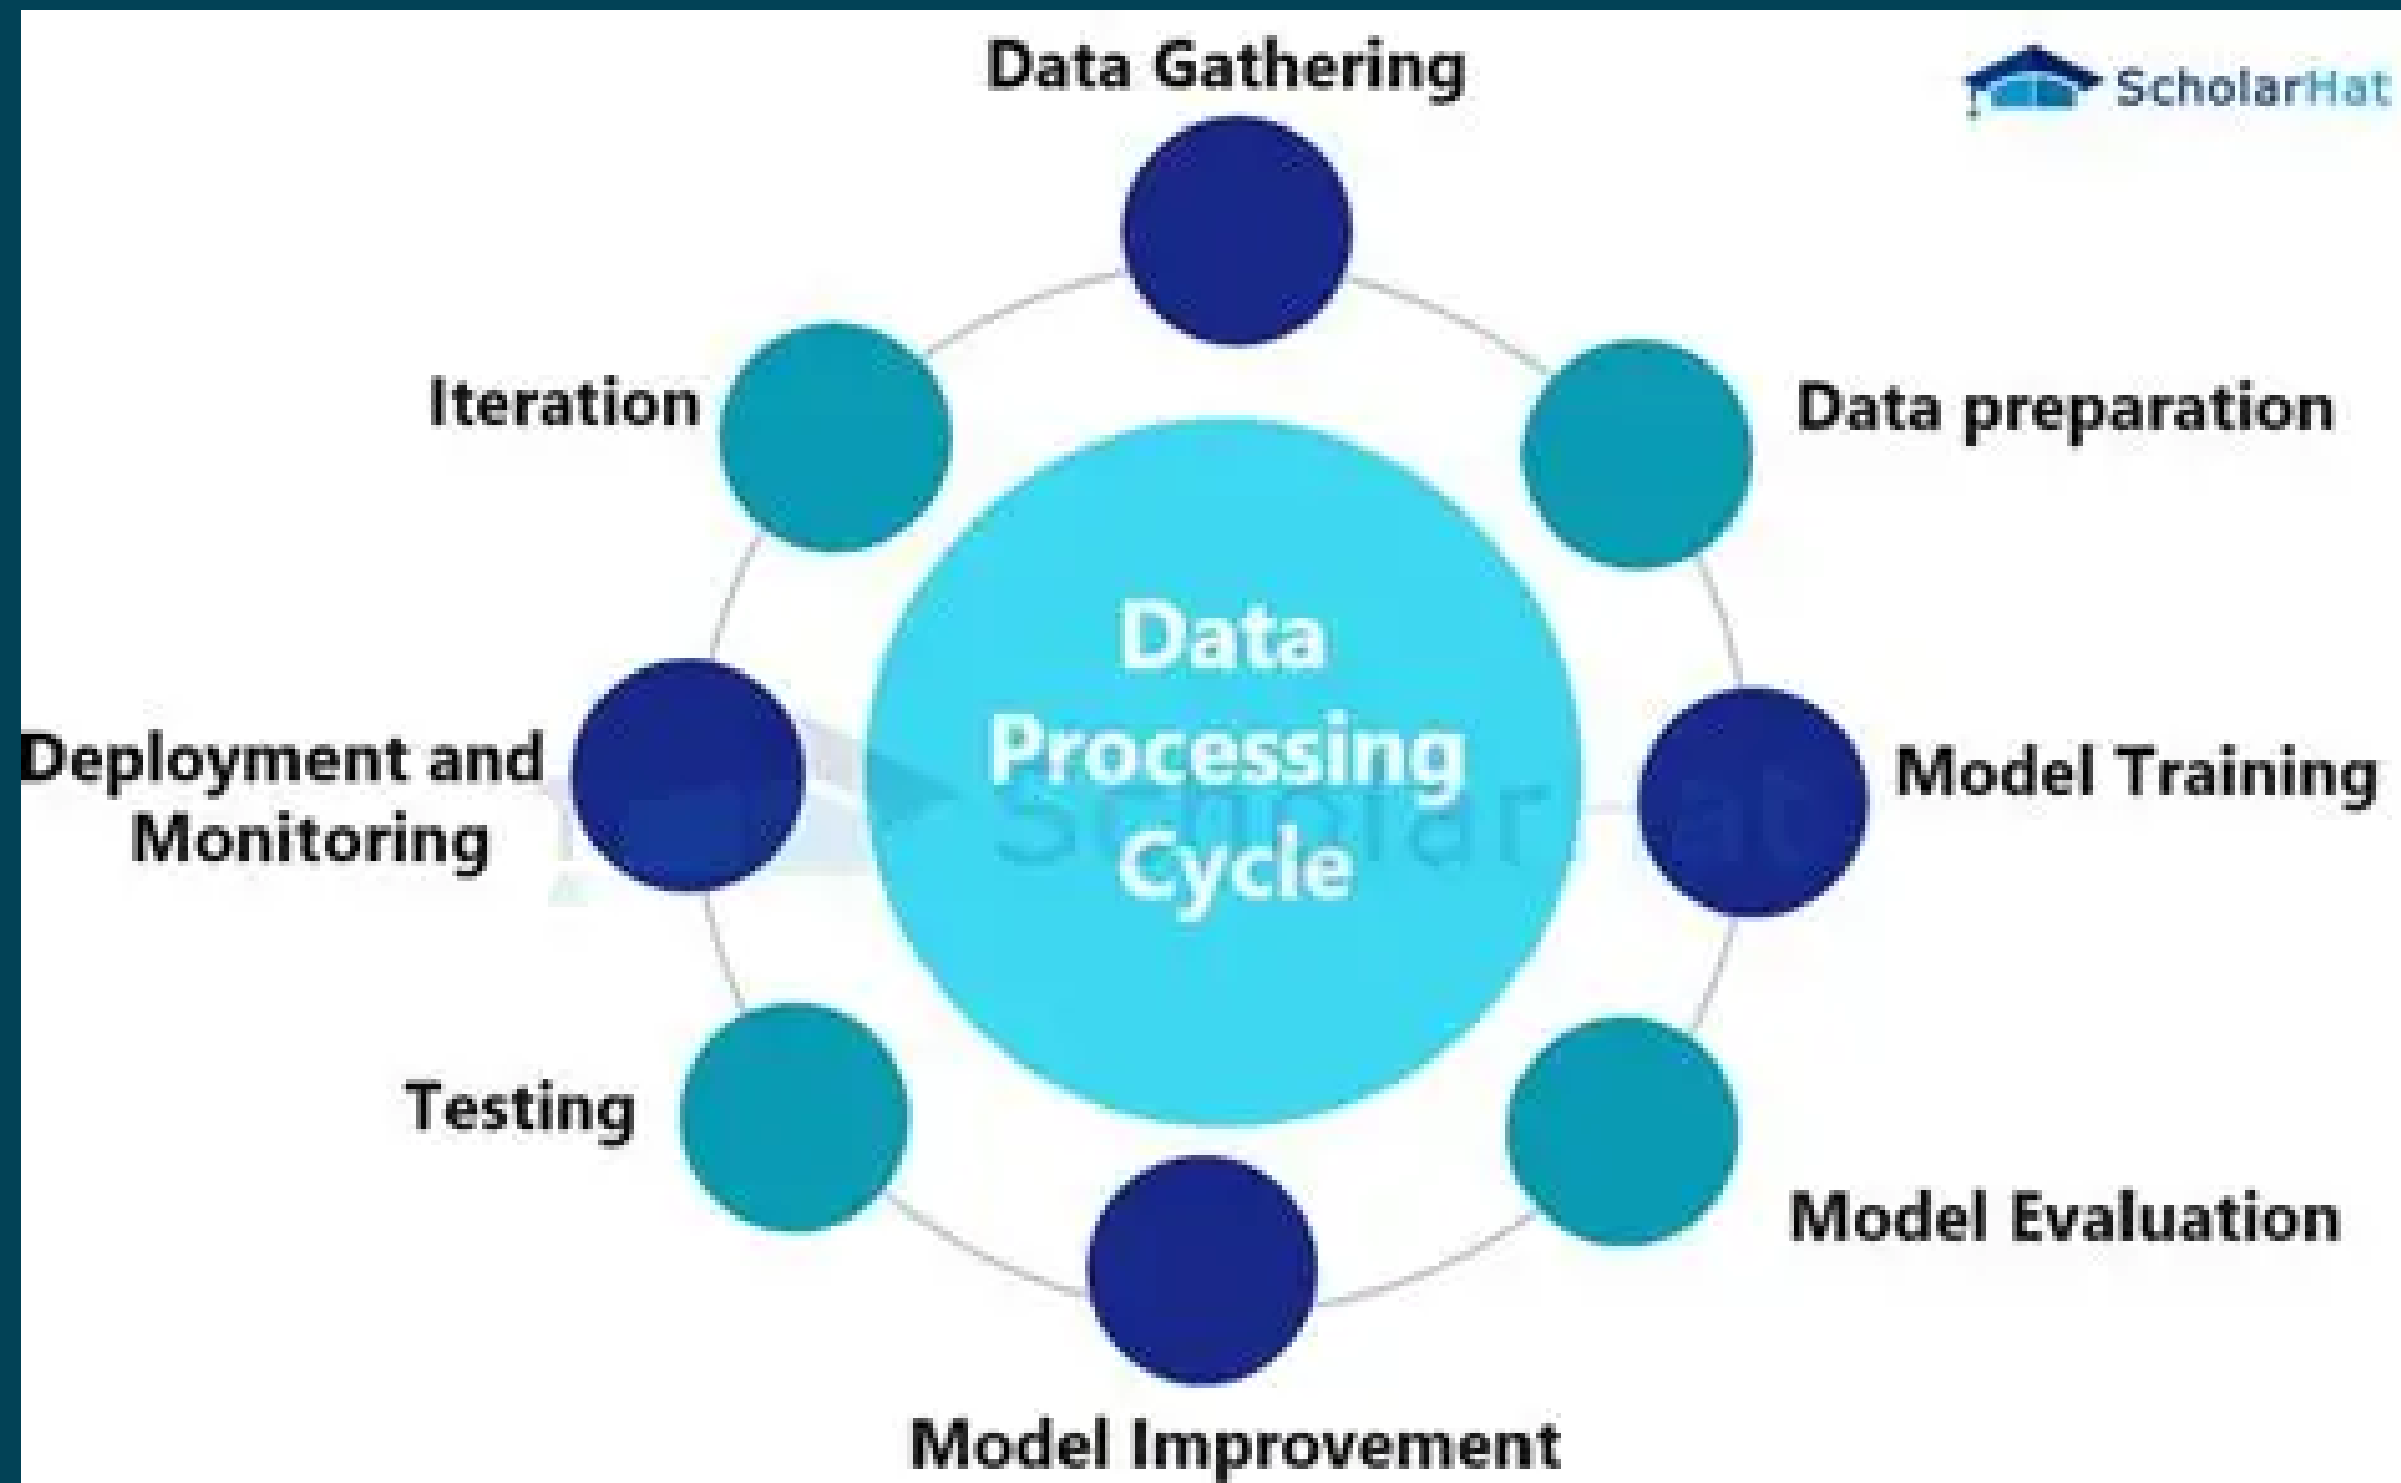 Data Gathering
ScholarHat
Data preparation
Iteration
Data
Processing
Cycle
ScholarHat
Deployment and
Monitoring
Model Training
Testing
Model Evaluation
Model Improvement